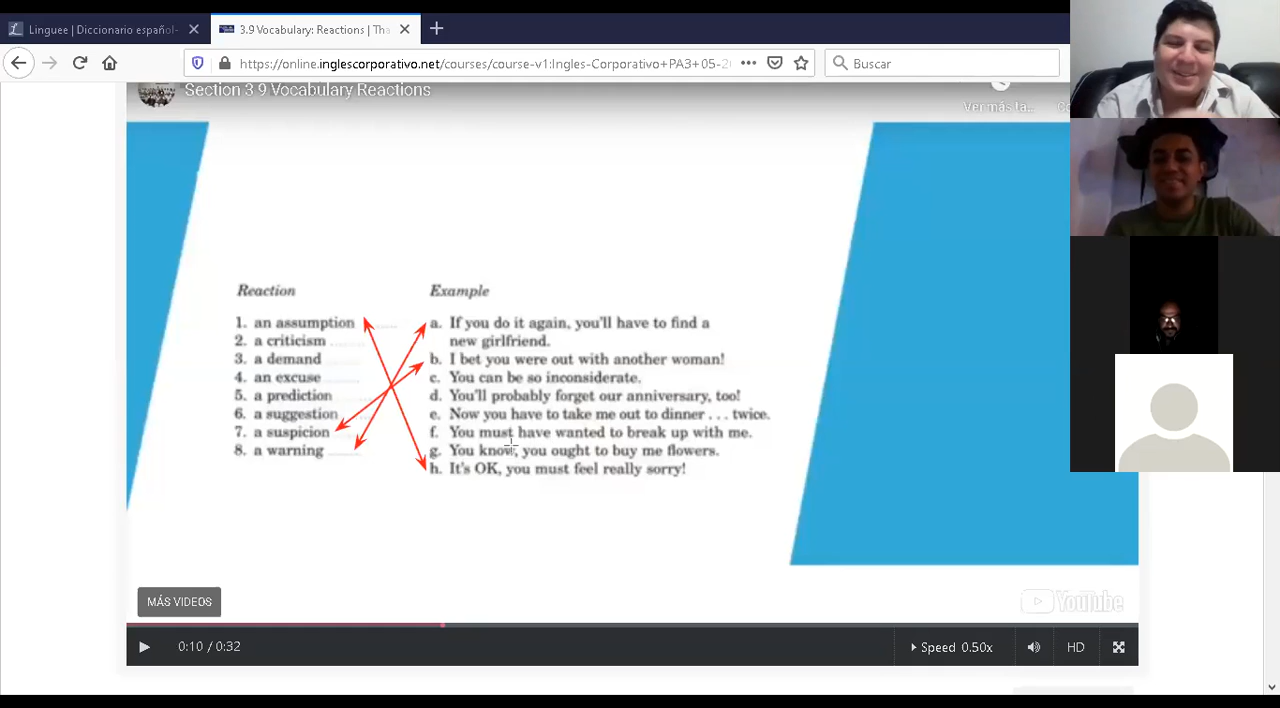 Linguee | Diccionario español-
3.9 Vocabulary: Reactions | Tha
https://online.inglescorporativo.net/courses/course-v1:Ingles-Corporativo+PA3+05-2
Buscar
Section 3 9 Vocabulary Reactions
Ver más ta...
Reaction
1. an assumption
2. a criticism
3. a demand
4. an excuse
5. a prediction
6. a suggestion
7. a suspicion
8. a warning
Example
a. If you do it again, you'll have to find a
new girlfriend.
b. I bet you were out with another woman!
c. You can be so inconsiderate.
d. You'll probably forget our anniversary, too!
e. Now you have to take me out to dinner . . . twice.
f. You must have wanted to break up with me.
g. You know, you ought to buy me flowers.
h. It's OK, you must feel really sorry!
MÁS VIDEOS
YouTube
0:10 / 0:32
Speed 0.50x
HD